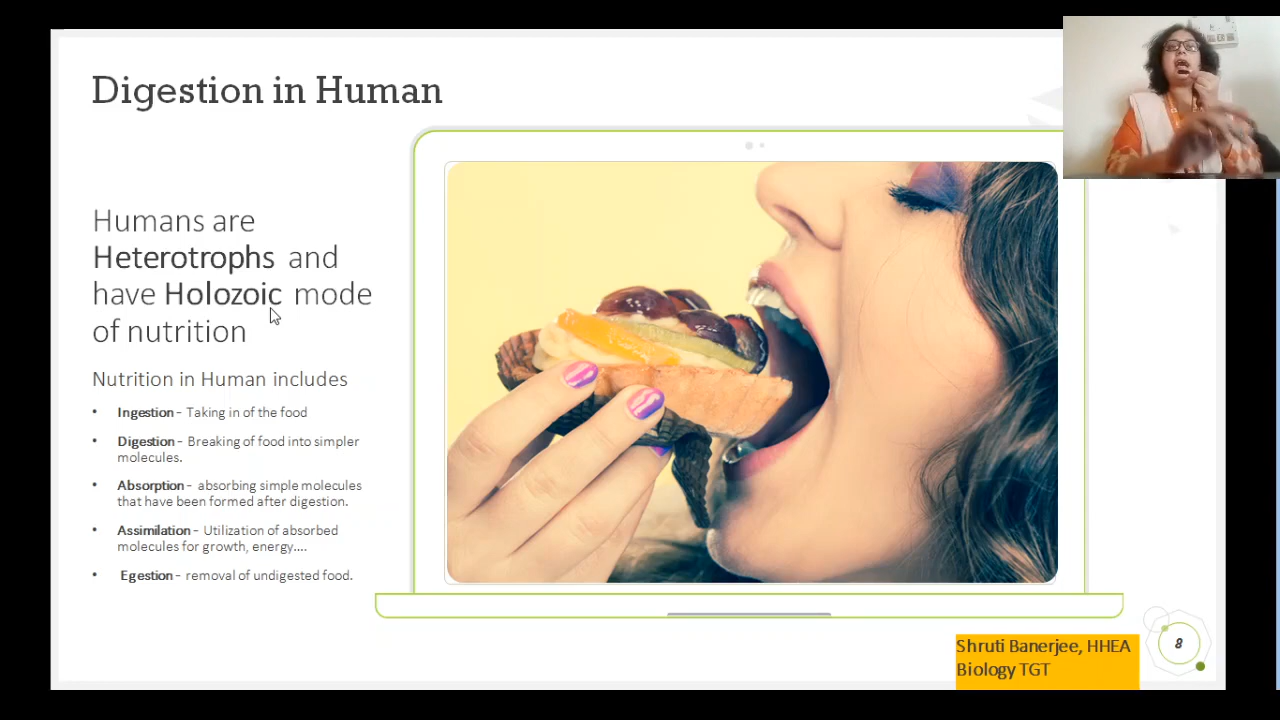 Digestion in Human
Humans are
Heterotrophs and
have Holozoic mode
of nutrition
Nutrition in Human includes
• Ingestion - Taking in of the food
• Digestion - Breaking of food into simpler
molecules.
• Absorption - absorbing simple molecules
that have been formed after digestion.
• Assimilation - Utilization of absorbed
molecules for growth, energy....
• Egestion - removal of undigested food.
Shruti Banerjee, HHEA
Biology TGT
8